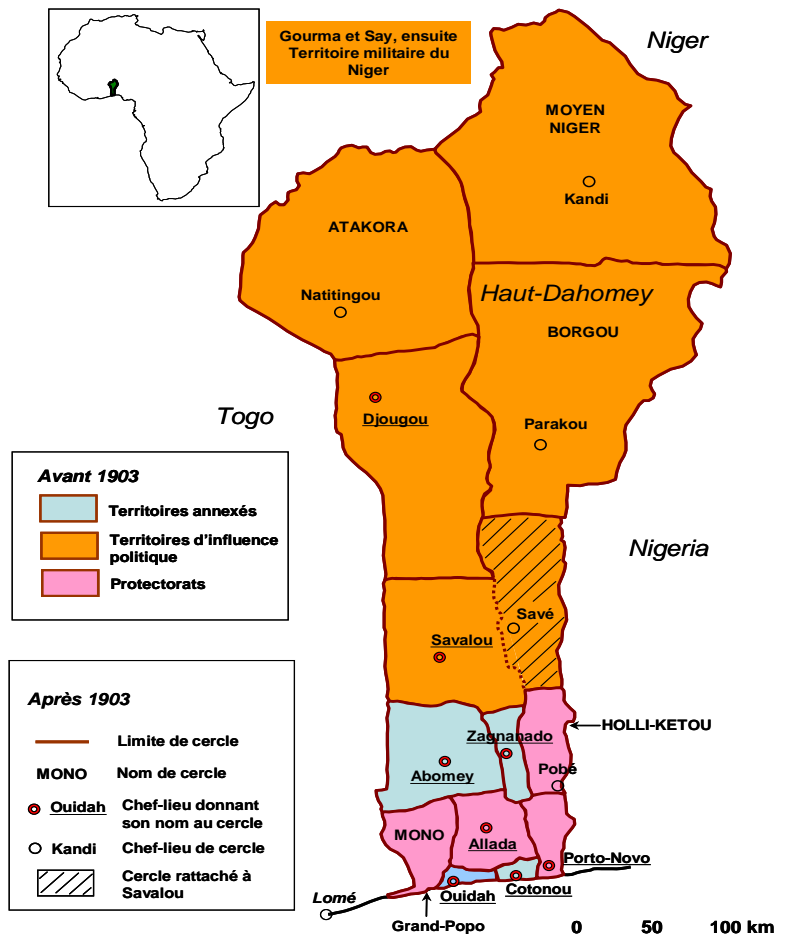 Gourma et Say, ensuite
Territoire militaire du
Niger
Niger
MOYEN
NIGER
Kandi
ATAKORA
Natitingou
Haut-Dahomey
BORGOU
Togo
Djougou
Parakou
Avant 1903
Territoires annexés
Territoires d'influence
politique
Protectorats
Nigeria
Savé
Savalou
Après 1903
Limite de cercle
MONO
Nom de cercle
Ouidah
Chef-lieu donnant
son nom au cercle
Kandi
Chef-lieu de cercle
Cercle rattaché à
Savalou
Zagnanado
HOLLI-KETOU
Abomey
Pobé
MONO
Allada
Porto-Novo
Cotonou
Ouidah
Lomé
Grand-Popo
0 50 100 km